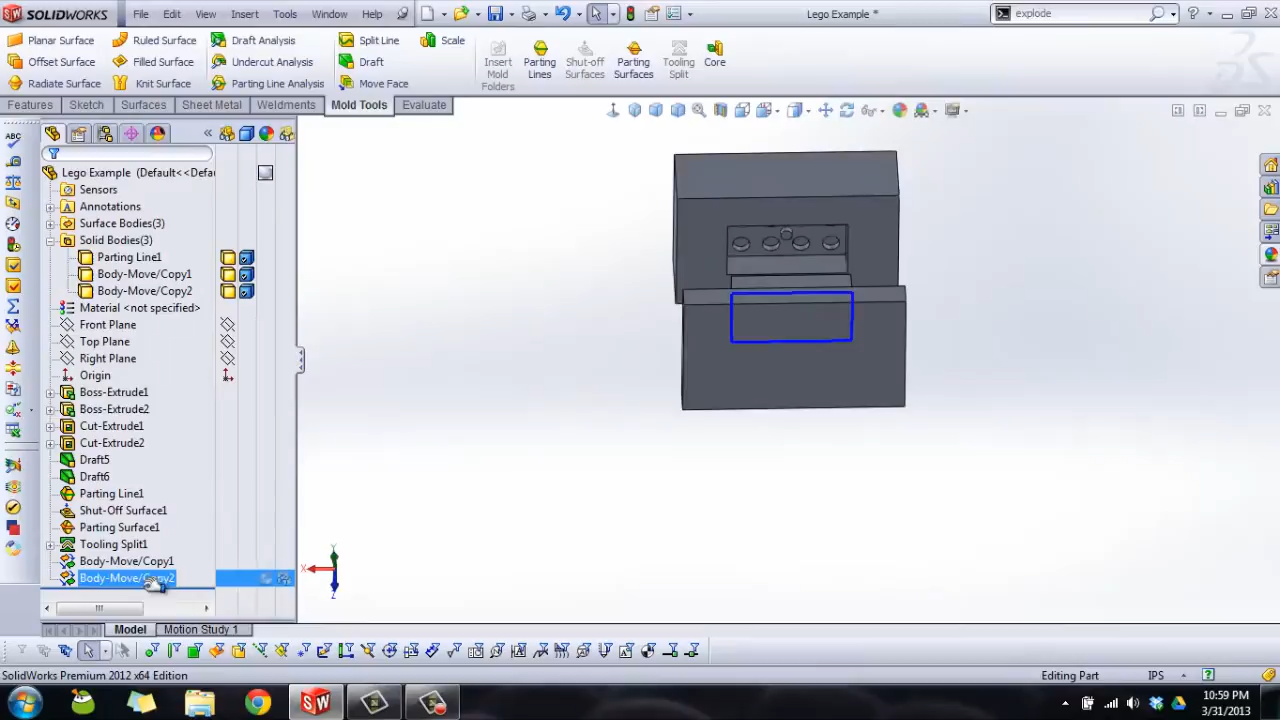 SOLIDWORKS File Edit View Insert Tools Window Help Lego Example * explode
Planar Surface Ruled Surface Draft Analysis Split Line Scale
Offset Surface Filled Surface Undercut Analysis Draft
Radiate Surface Knit Surface Parting Line Analysis Move Face
Insert Mold Folders
Parting Lines
Shut-off Surfaces
Parting Surfaces
Tooling Split
Core
Features Sketch Surfaces Sheet Metal Weldments Mold Tools Evaluate
Lego Example (Default<<Defau
Sensors
Annotations
Surface Bodies(3)
Solid Bodies(3)
Parting Line1
Body-Move/Copy1
Body-Move/Copy2
Material <not specified>
Front Plane
Top Plane
Right Plane
Origin
Boss-Extrude1
Boss-Extrude2
Cut-Extrude1
Cut-Extrude2
Draft5
Draft6
Parting Line1
Shut-Off Surface1
Parting Surface1
Tooling Split1
Body-Move/Copy1
Body-Move/Copy2
X Y Z
Model Motion Study 1
SolidWorks Premium 2012 x64 Edition Editing Part IPS
10:59 PM
3/31/2013